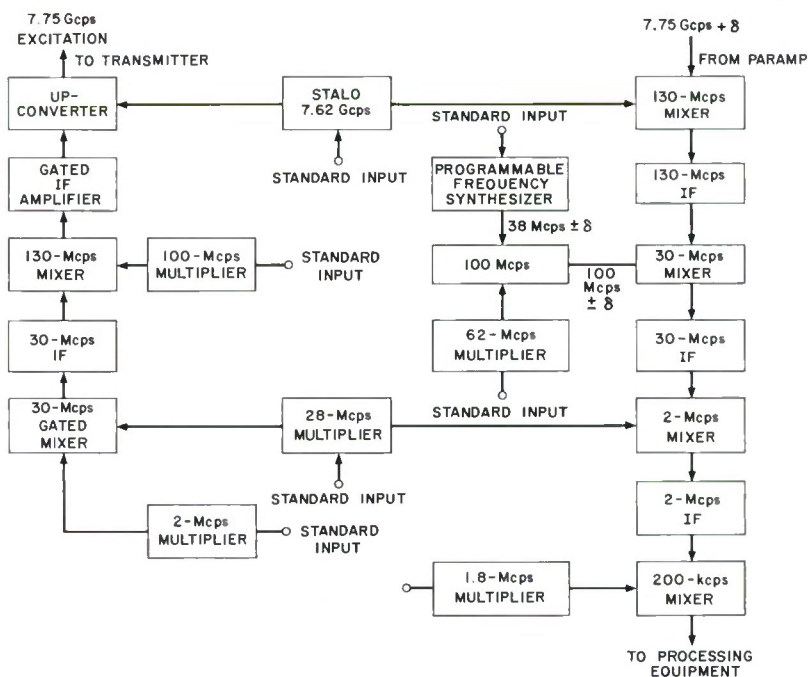 7.75 Gcps
EXCITATION
TO TRANSMITTER
7.75 Gcps + δ
FROM PARAMP
UP-
CONVERTER
STALO
7.62 Gcps
130-Mcps
MIXER
STANDARD INPUT
STANDARD INPUT
GATED
IF
AMPLIFIER
PROGRAMMABLE
FREQUENCY
SYNTHESIZER
130-Mcps
IF
38 Mcps ± δ
130-Mcps
MIXER
100-Mcps
MULTIPLIER
STANDARD
INPUT
100 Mcps
100
Mcps
± δ
30-Mcps
MIXER
30-Mcps
IF
62-Mcps
MULTIPLIER
30-Mcps
IF
STANDARD INPUT
30-Mcps
GATED
MIXER
28-Mcps
MULTIPLIER
2-Mcps
MIXER
STANDARD INPUT
2-Mcps
MULTIPLIER
STANDARD
INPUT
2-Mcps
IF
1.8-Mcps
MULTIPLIER
200-kcps
MIXER
TO PROCESSING
EQUIPMENT